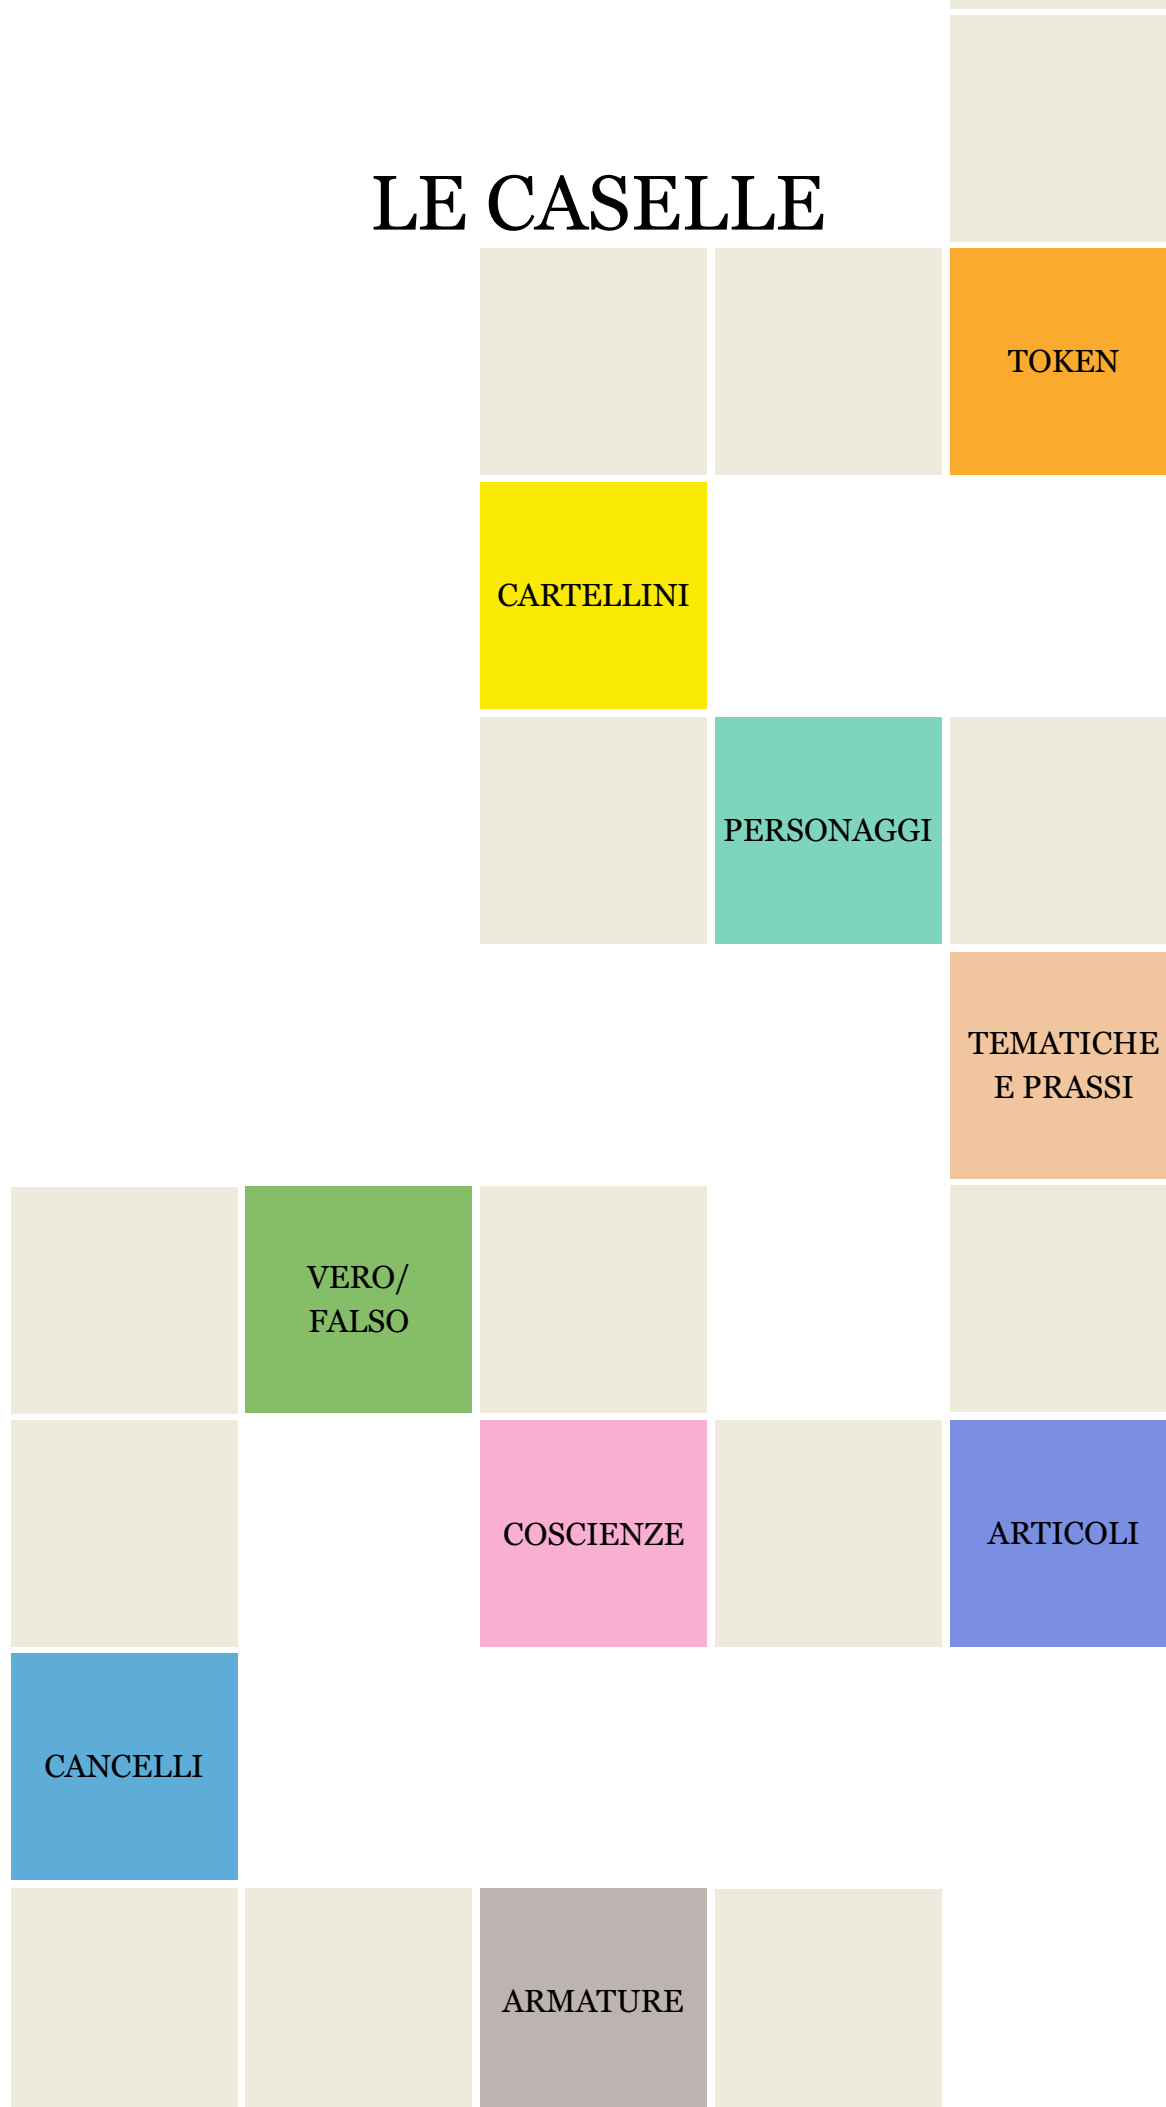 LE CASELLE
TOKEN
CARTELLINI
PERSONAGGI
TEMATICHE
E PRASSI
VERO/
FALSO
COSCIENZE
ARTICOLI
CANCELLI
ARMATURE